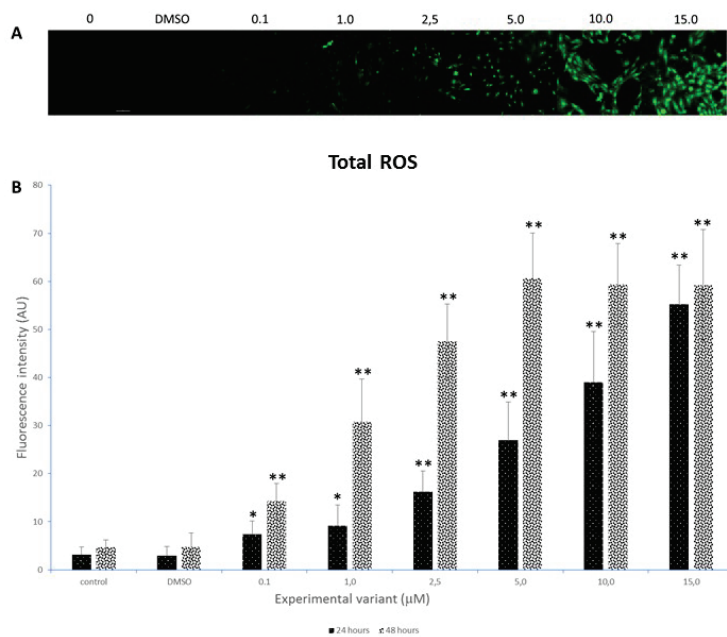 0 DMSO 0.1 1.0 2,5 5.0 10.0 15.0
A
Total ROS
B
80
70
60
50
40
30
20
10
0
Fluorescence intensity (AU)
* ** * ** ** ** ** ** ** ** ** **
control DMSO 0.1 1,0 2,5 5,0 10,0 15,0
Experimental variant (μM)
24 hours 48 hours